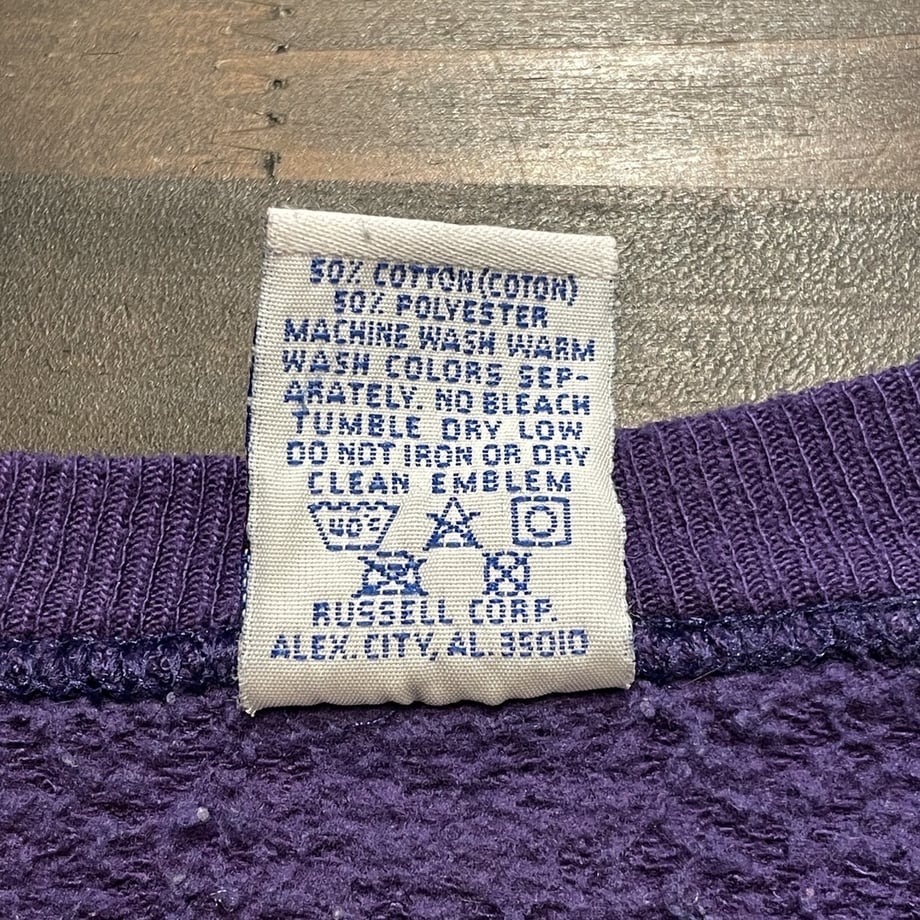 50% COTTON (COTON)
50% POLYESTER
MACHINE WASH WARM
WASH COLORS SEP-
ARATELY. NO BLEACH
TUMBLE DRY LOW
DO NOT IRON OR DRY
CLEAN EMBLEM
40°c
RUSSELL CORP.
ALEX. CITY, AL. 35010